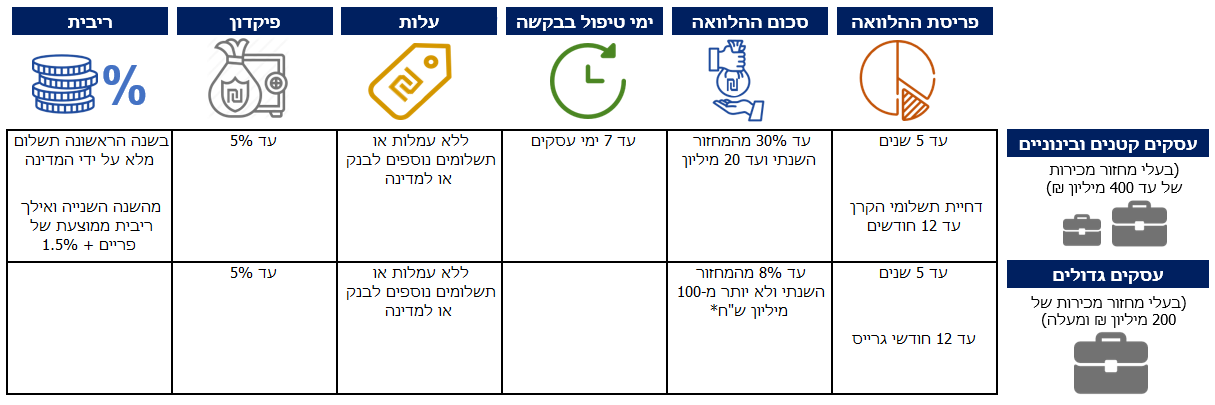 פריסת ההלוואה
סכום ההלוואה
ימי טיפול בבקשה
עלות
פיקדון
ריבית
%
עסקים קטנים ובינוניים
(בעלי מחזור מכירות
של עד 400 מיליון ₪)
עד 5 שנים
דחיית תשלומי הקרן
עד 12 חודשים
עד 30% מהמחזור
השנתי ועד 20 מיליון
עד 7 ימי עסקים
ללא עמלות או
תשלומים נוספים לבנק
או למדינה
עד 5%
בשנה הראשונה תשלום
מלא על ידי המדינה
מהשנה השנייה ואילך
ריבית ממוצעת של
פריים + 1.5%
עסקים גדולים
(בעלי מחזור מכירות של
200 מיליון ₪ ומעלה)
עד 5 שנים
עד 12 חודשי גרייס
עד 8% מהמחזור
השנתי ולא יותר מ-100
מיליון ש"ח*
ללא עמלות או
תשלומים נוספים לבנק
או למדינה
עד 5%